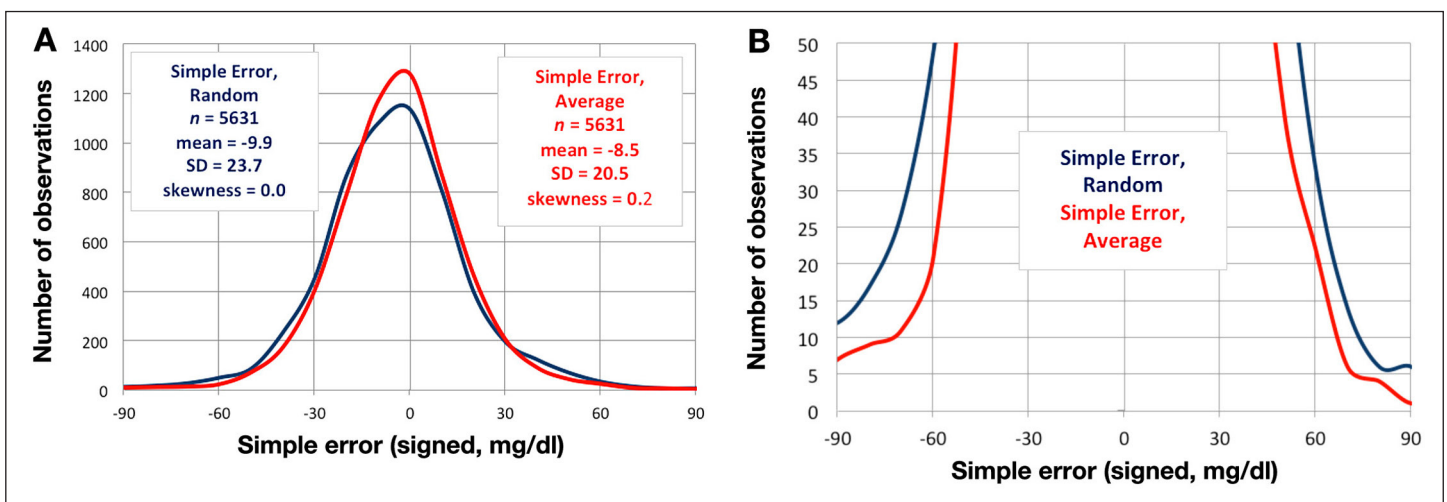 A
Number of observations
1400
1200
1000
800
600
400
200
0
Simple Error,
Random
n = 5631
mean = -9.9
SD = 23.7
skewness = 0.0
Simple Error,
Average
n = 5631
mean = -8.5
SD = 20.5
skewness = 0.2
-90 -60 -30 0 30 60 90
Simple error (signed, mg/dl)
B
Number of observations
50
45
40
35
30
25
20
15
10
5
0
Simple Error,
Random
Simple Error,
Average
-90 -60 -30 0 30 60 90
Simple error (signed, mg/dl)